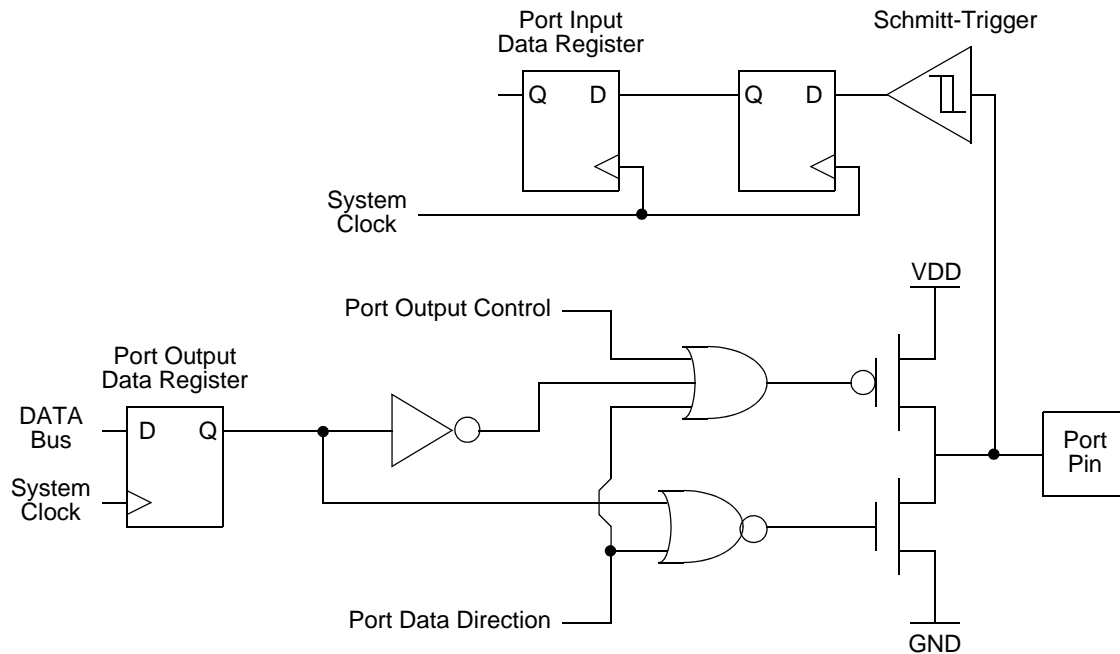 Port Input
Data Register
Schmitt-Trigger
Q D
Q D
System
Clock
VDD
Port Output Control
Port Output
Data Register
DATA
Bus
D Q
System
Clock
Port
Pin
Port Data Direction
GND